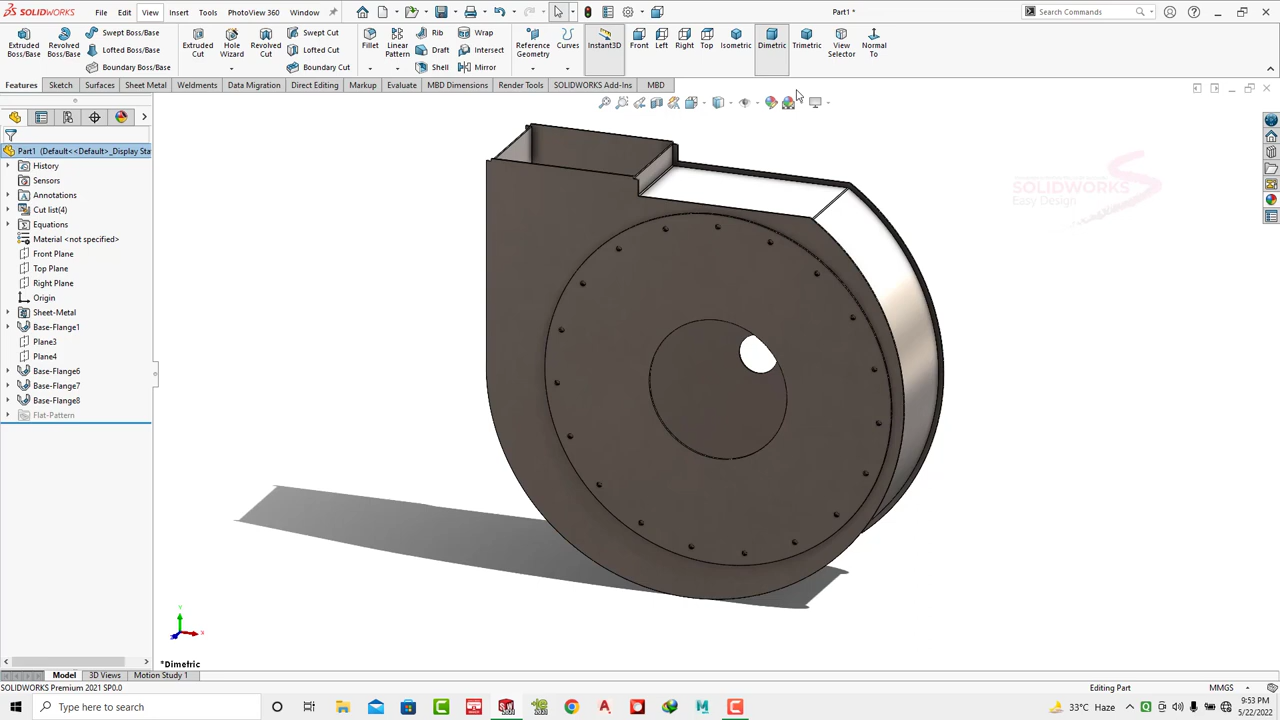 SOLIDWORKS File Edit View Insert Tools PhotoView 360 Window Part1 * Search Commands
Extruded Boss/Base Revolved Boss/Base Swept Boss/Base Lofted Boss/Base Boundary Boss/Base Extruded Cut Hole Wizard Revolved Cut Swept Cut Lofted Cut Boundary Cut Fillet Linear Pattern Rib Draft Shell Wrap Intersect Mirror Reference Geometry Curves Instant3D Front Left Right Top Isometric Dimetric Trimetric View Selector Normal To
Features Sketch Surfaces Sheet Metal Weldments Data Migration Direct Editing Markup Evaluate MBD Dimensions Render Tools SOLIDWORKS Add-Ins MBD
Part1 (Default<<Default>_Display Sta
History
Sensors
Annotations
Cut list(4)
Equations
Material <not specified>
Front Plane
Top Plane
Right Plane
Origin
Sheet-Metal
Base-Flange1
Plane3
Plane4
Base-Flange6
Base-Flange7
Base-Flange8
Flat-Pattern
SOLIDWORKS
Easy Design
Y
X
Z
*Dimetric
Model 3D Views Motion Study 1
SOLIDWORKS Premium 2021 SP0.0 Editing Part MMGS
Type here to search 33°C Haze 9:53 PM
5/22/2022